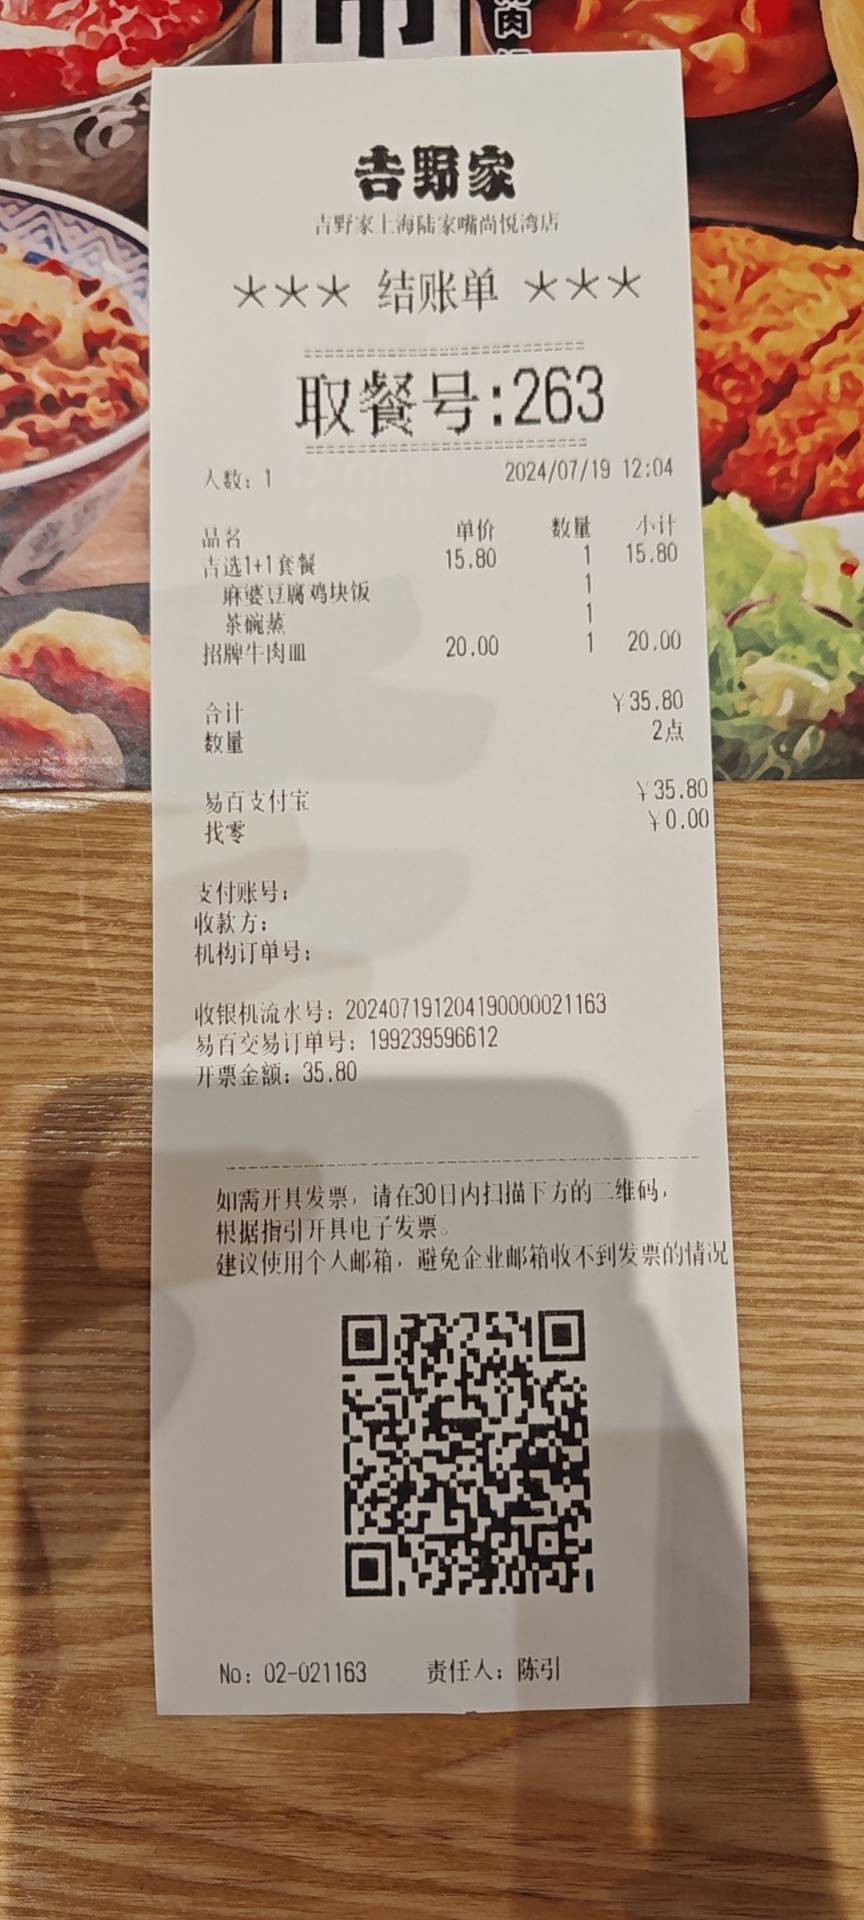 肉
吉野家
吉野家上海陆家嘴尚悦湾店
*** 结账单 ***
==========================
取餐号:263
==========================
人数: 1 2024/07/19 12:04
品名 单价 数量 小计
吉选1+1套餐 15.80 1 15.80
麻婆豆腐鸡块饭 1
茶碗蒸 1
招牌牛肉皿 20.00 1 20.00
合计 ¥35.80
数量 2点
易百支付宝 ¥35.80
找零 ¥0.00
支付账号:
收款方:
机构订单号:
收银机流水号: 202407191204190000021163
易百交易订单号: 199239596612
开票金额: 35.80
如需开具发票, 请在30日内扫描下方的二维码,
根据指引开具电子发票。
建议使用个人邮箱, 避免企业邮箱收不到发票的情况
No: 02-021163 责任人: 陈引